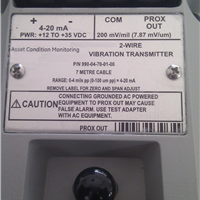 + - COM PROX OUT
4-20 mA 200 mV/mil (7.87 mV/um)
PWR: +12 TO +35 VDC
Asset Condition Monitoring 2-WIRE
VIBRATION TRANSMITTER
P/N 990-04-70-01-00
7 METRE CABLE
RANGE: 0-4 mils pp (0-100 um pp) = 4-20 mA
REMOVE LABEL FOR ZERO AND SPAN ADJUST
⚠CAUTION CONNECTING GROUNDED AC POWERED
EQUIPMENT TO PROX OUT MAY CAUSE
FALSE ALARM. USE TEST ADAPTER
WITH AC EQUIPMENT.
PROX OUT